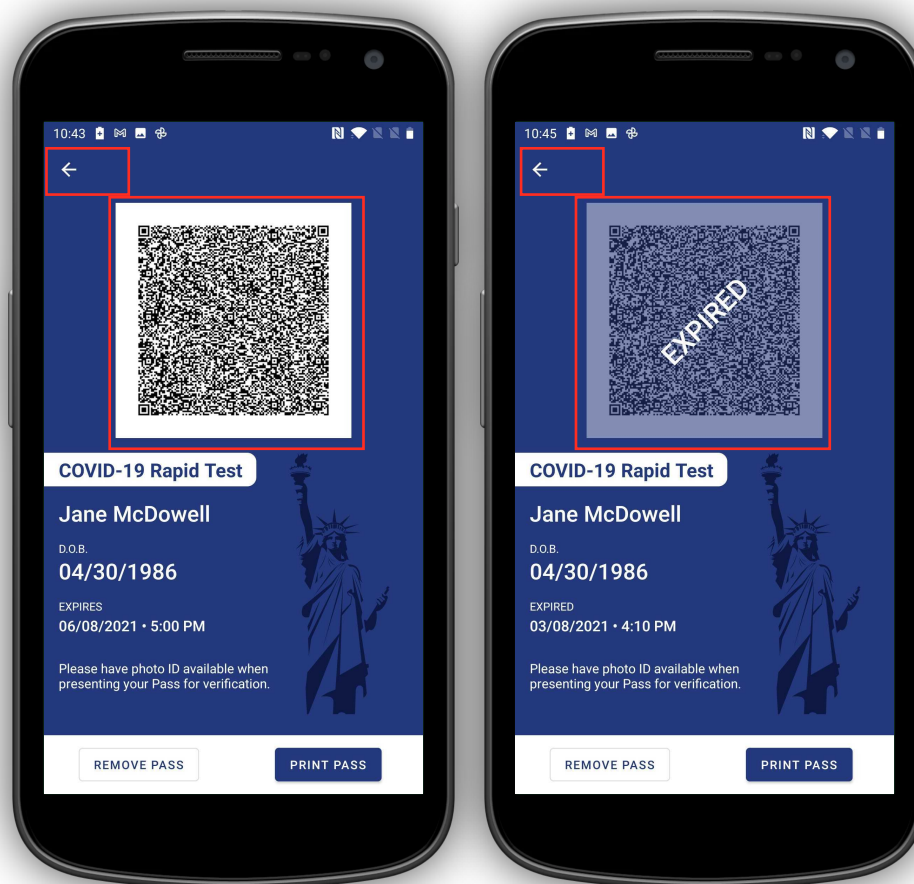 10:43
COVID-19 Rapid Test
Jane McDowell
D.O.B.
04/30/1986
EXPIRES
06/08/2021 • 5:00 PM
Please have photo ID available when
presenting your Pass for verification.
REMOVE PASS
PRINT PASS
10:45
EXPIRED
COVID-19 Rapid Test
Jane McDowell
D.O.B.
04/30/1986
EXPIRED
03/08/2021 • 4:10 PM
Please have photo ID available when
presenting your Pass for verification.
REMOVE PASS
PRINT PASS